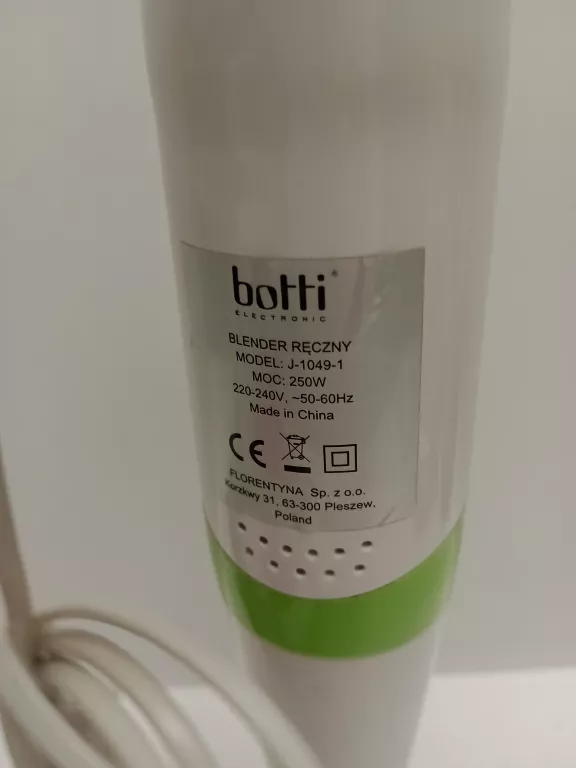 botti®
ELECTRONIC
BLENDER RĘCZNY
MODEL: J-1049-1
MOC: 250W
220-240V, ~50-60Hz
Made in China
CE
FLORENTYNA Sp. z o.o.
Korzkwy 31, 63-300 Pleszew,
Poland